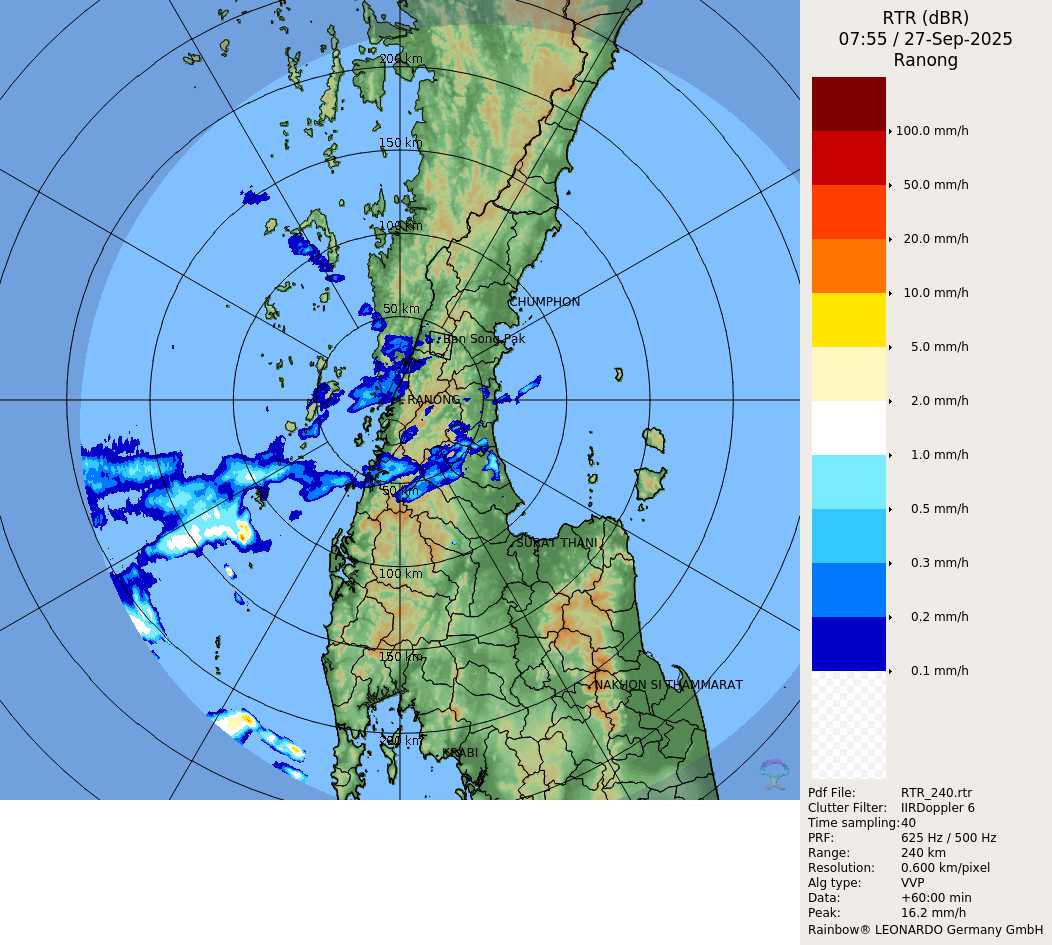 RTR (dBR)
07:55 / 27-Sep-2025
Ranong
100.0 mm/h
50.0 mm/h
20.0 mm/h
10.0 mm/h
5.0 mm/h
2.0 mm/h
1.0 mm/h
0.5 mm/h
0.3 mm/h
0.2 mm/h
0.1 mm/h
200 km
150 km
100 km
CHUMPHON
50 km
Ban Song Pak
RANONG
50 km
SURAT THANI
100 km
150 km
NAKHON SI THAMMARAT
200 km
KRABI
Pdf File: RTR_240.rtr
Clutter Filter: IIRDoppler 6
Time sampling:40
PRF: 625 Hz / 500 Hz
Range: 240 km
Resolution: 0.600 km/pixel
Alg type: VVP
Data: +60:00 min
Peak: 16.2 mm/h
Rainbow® LEONARDO Germany GmbH